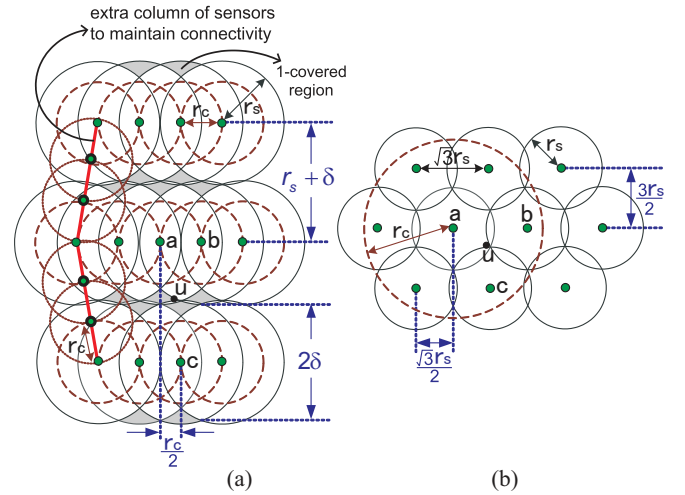 extra column of sensors
to maintain connectivity
1-covered
region
rs
rc
rs + δ
a
b
u
c
2δ
rc
rc/2
(a)
√3rs
rs
3rs/2
a
b
rc
u
c
√3rs/2
(b)